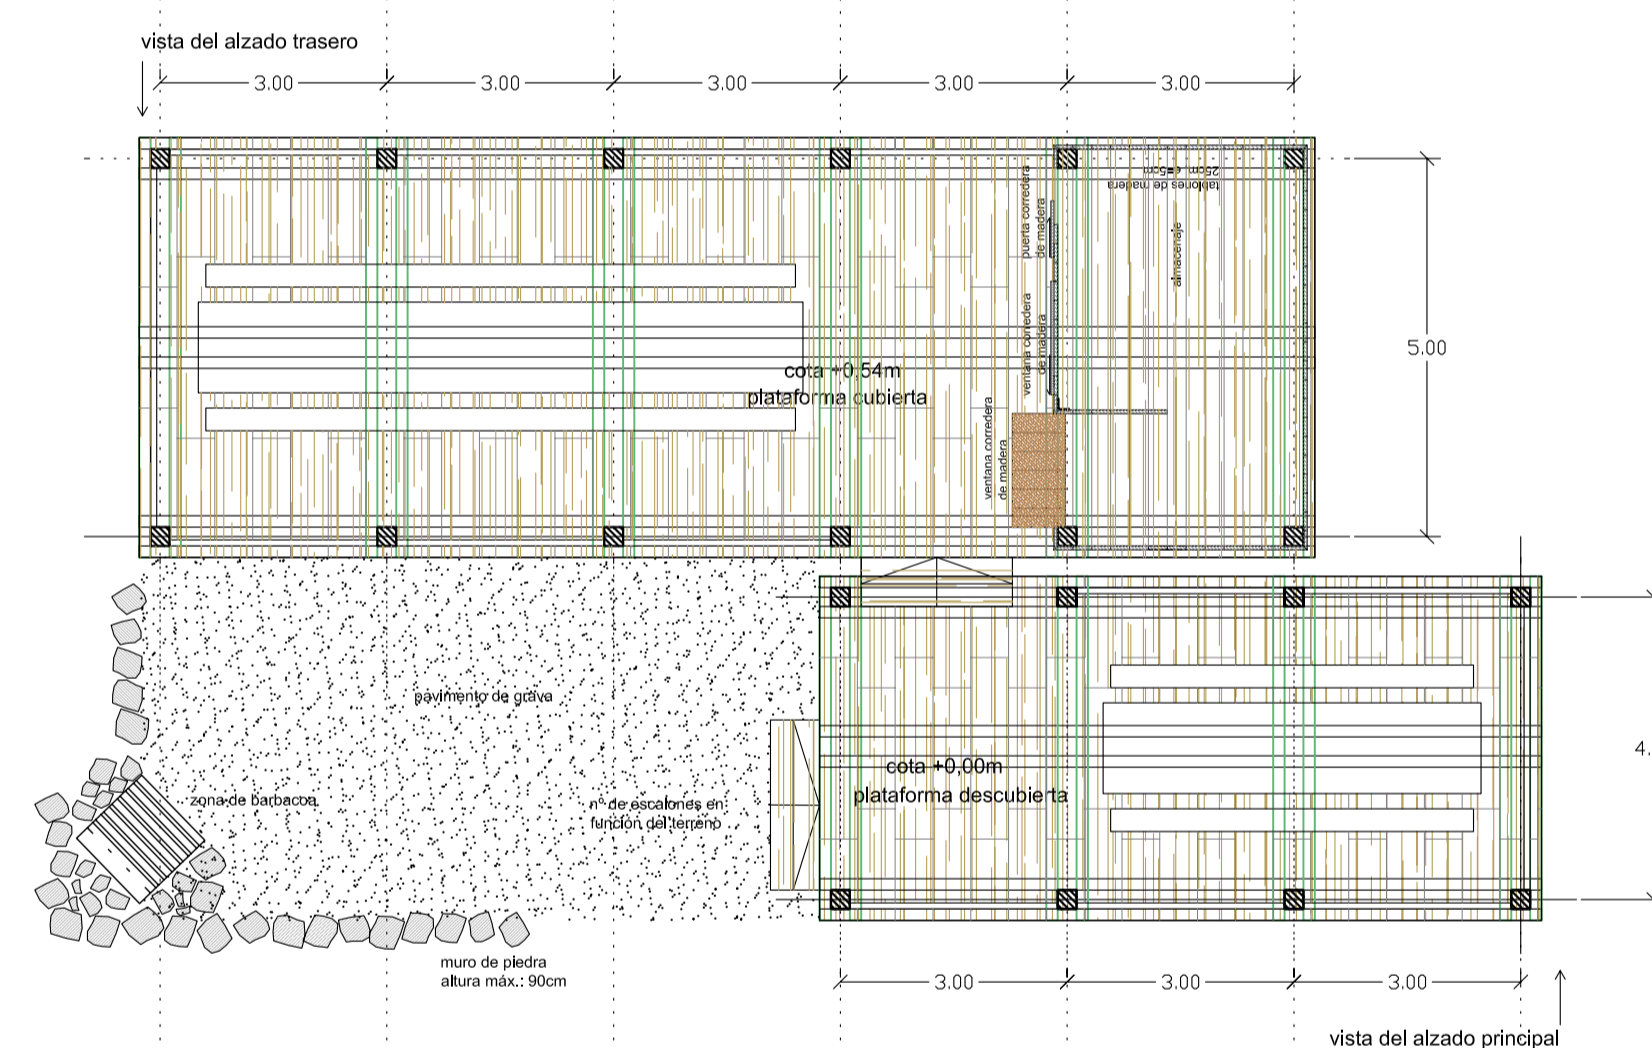 vista del alzado trasero
3.00 3.00 3.00 3.00 3.00
tablones de madera
25cm e=5cm
puerta corredera
de madera
almacenaje
ventana corredera
de madera
5.00
cota +0,54m
plataforma cubierta
ventana corredera
de madera
pavimento de grava
4.
cota +0,00m
plataforma descubierta
zona de barbacoa
nº de escalones en
función del terreno
muro de piedra
altura máx.: 90cm
3.00 3.00 3.00
vista del alzado principal